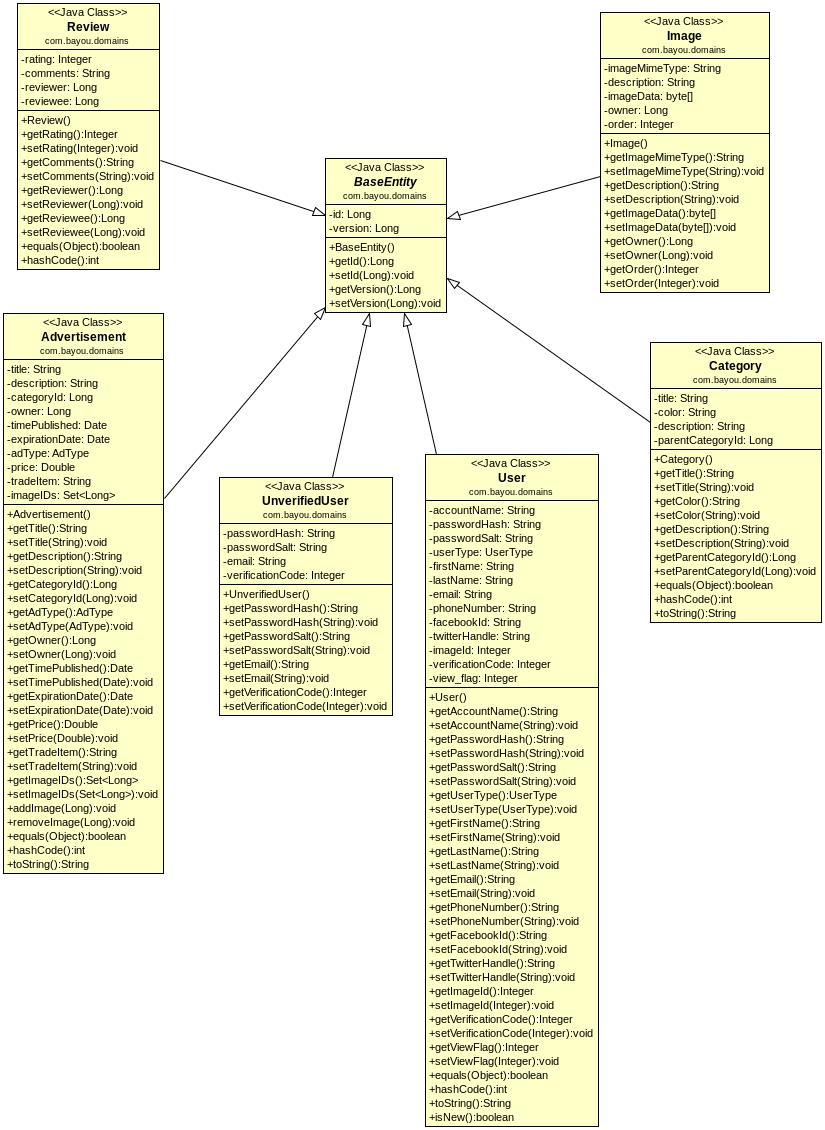 <<Java Class>>
Review
com.bayou.domains
-rating: Integer
-comments: String
-reviewer: Long
-reviewee: Long
+Review()
+getRating():Integer
+setRating(Integer):void
+getComments():String
+setComments(String):void
+getReviewer():Long
+setReviewer(Long):void
+getReviewee():Long
+setReviewee(Long):void
+equals(Object):boolean
+hashCode():int
<<Java Class>>
Image
com.bayou.domains
-imageMimeType: String
-description: String
-imageData: byte[]
-owner: Long
-order: Integer
+Image()
+getImageMimeType():String
+setImageMimeType(String):void
+getDescription():String
+setDescription(String):void
+getImageData():byte[]
+setImageData(byte[]):void
+getOwner():Long
+setOwner(Long):void
+getOrder():Integer
+setOrder(Integer):void
<<Java Class>>
BaseEntity
com.bayou.domains
-id: Long
-version: Long
+BaseEntity()
+getId():Long
+setId(Long):void
+getVersion():Long
+setVersion(Long):void
<<Java Class>>
Advertisement
com.bayou.domains
-title: String
-description: String
-categoryId: Long
-owner: Long
-timePublished: Date
-expirationDate: Date
-adType: AdType
-price: Double
-tradeItem: String
-imageIDs: Set<Long>
+Advertisement()
+getTitle():String
+setTitle(String):void
+getDescription():String
+setDescription(String):void
+getCategoryId():Long
+setCategoryId(Long):void
+getAdType():AdType
+setAdType(AdType):void
+getOwner():Long
+setOwner(Long):void
+getTimePublished():Date
+setTimePublished(Date):void
+getExpirationDate():Date
+setExpirationDate(Date):void
+getPrice():Double
+setPrice(Double):void
+getTradeItem():String
+setTradeItem(String):void
+getImageIDs():Set<Long>
+setImageIDs(Set<Long>):void
+addImage(Long):void
+removeImage(Long):void
+equals(Object):boolean
+hashCode():int
+toString():String
<<Java Class>>
UnverifiedUser
com.bayou.domains
-passwordHash: String
-passwordSalt: String
-email: String
-verificationCode: Integer
+UnverifiedUser()
+getPasswordHash():String
+setPasswordHash(String):void
+getPasswordSalt():String
+setPasswordSalt(String):void
+getEmail():String
+setEmail(String):void
+getVerificationCode():Integer
+setVerificationCode(Integer):void
<<Java Class>>
User
com.bayou.domains
-accountName: String
-passwordHash: String
-passwordSalt: String
-userType: UserType
-firstName: String
-lastName: String
-email: String
-phoneNumber: String
-facebookId: String
-twitterHandle: String
-imageId: Integer
-verificationCode: Integer
-view_flag: Integer
+User()
+getAccountName():String
+setAccountName(String):void
+getPasswordHash():String
+setPasswordHash(String):void
+getPasswordSalt():String
+setPasswordSalt(String):void
+getUserType():UserType
+setUserType(UserType):void
+getFirstName():String
+setFirstName(String):void
+getLastName():String
+setLastName(String):void
+getEmail():String
+setEmail(String):void
+getPhoneNumber():String
+setPhoneNumber(String):void
+getFacebookId():String
+setFacebookId(String):void
+getTwitterHandle():String
+setTwitterHandle(String):void
+getImageId():Integer
+setImageId(Integer):void
+getVerificationCode():Integer
+setVerificationCode(Integer):void
+getViewFlag():Integer
+setViewFlag(Integer):void
+equals(Object):boolean
+hashCode():int
+toString():String
+isNew():boolean
<<Java Class>>
Category
com.bayou.domains
-title: String
-color: String
-description: String
-parentCategoryId: Long
+Category()
+getTitle():String
+setTitle(String):void
+getColor():String
+setColor(String):void
+getDescription():String
+setDescription(String):void
+getParentCategoryId():Long
+setParentCategoryId(Long):void
+equals(Object):boolean
+hashCode():int
+toString():String